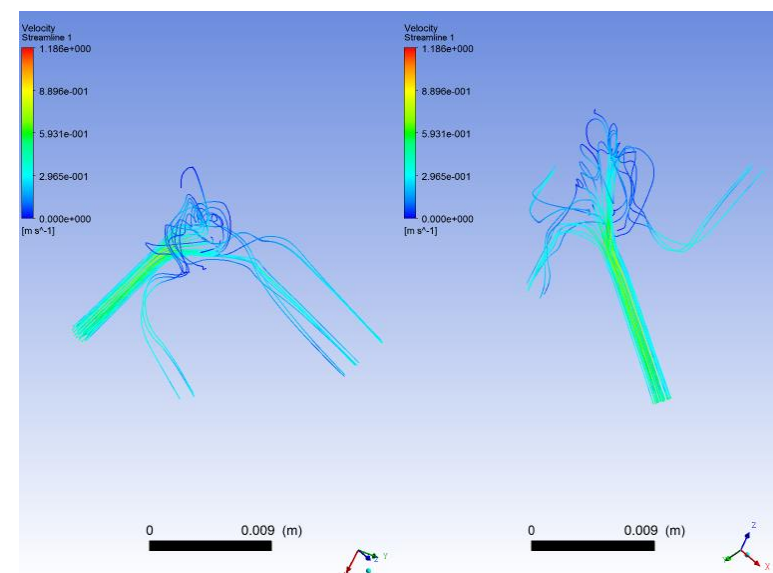 Velocity
Streamline 1
1.186e+000
8.896e-001
5.931e-001
2.965e-001
0.000e+000
[m s^-1]
0 0.009 (m)
Z Y
Velocity
Streamline 1
1.186e+000
8.896e-001
5.931e-001
2.965e-001
0.000e+000
[m s^-1]
0 0.009 (m)
Z
Y X